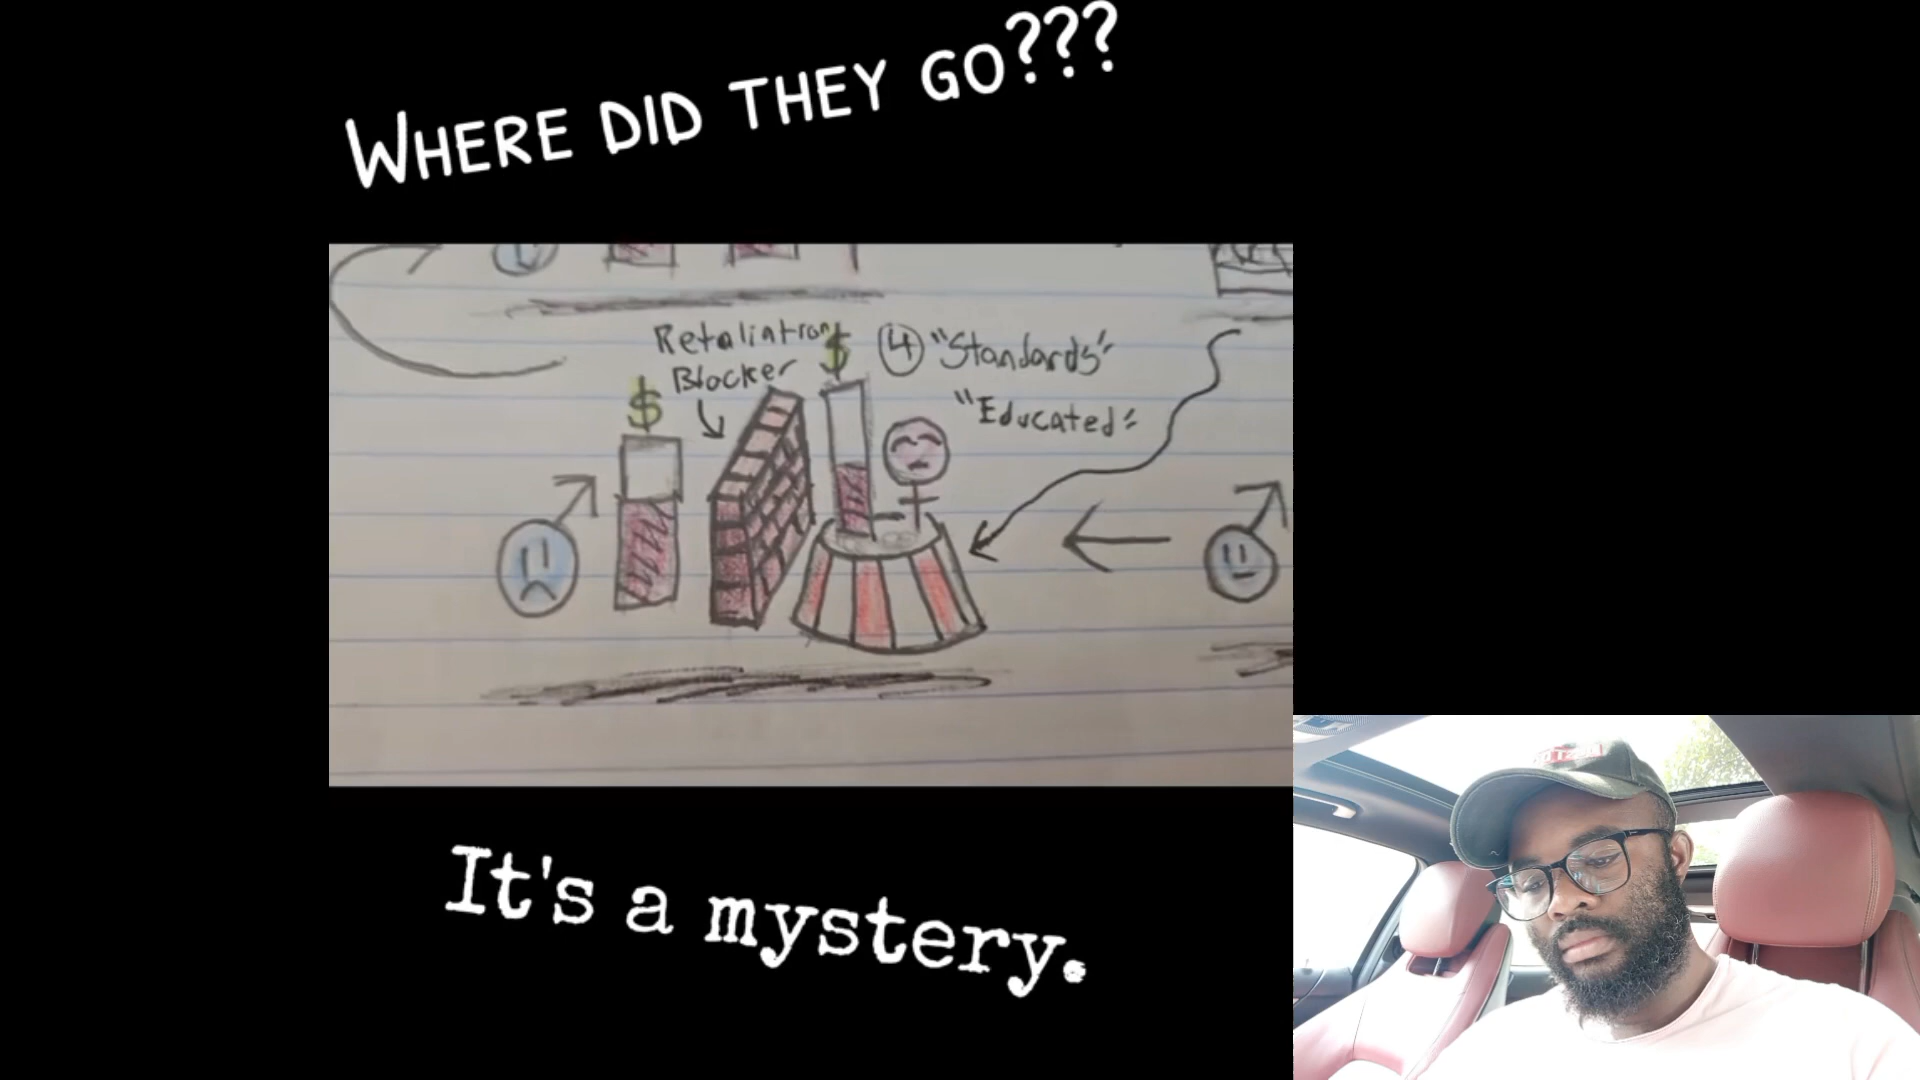 WHERE DID THEY GO???
Retaliation
Blocker
$
$
④ "Standards"
"Educated"
It's a mystery.